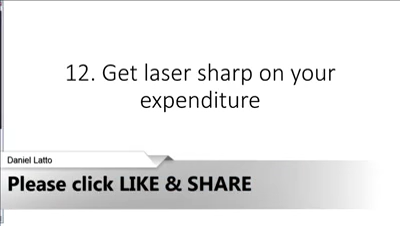 12. Get laser sharp on your
expenditure
Daniel Latto
Please click LIKE & SHARE